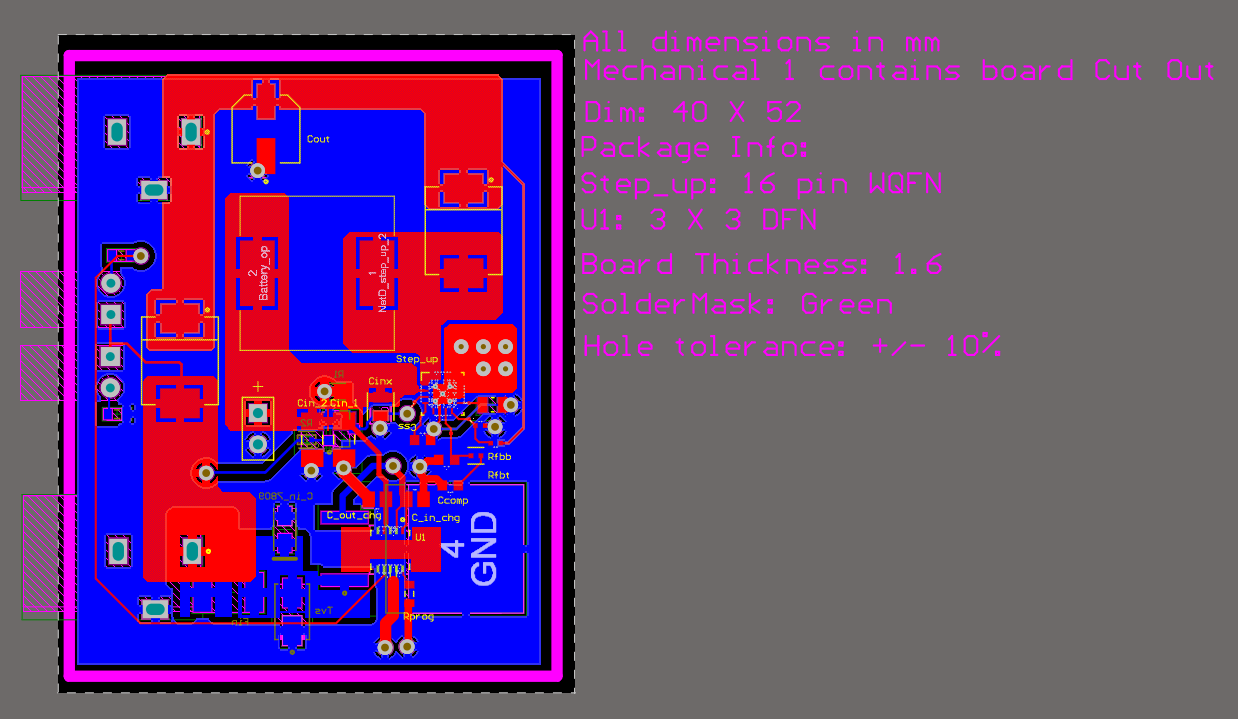 All dimensions in mm
Mechanical 1 contains board Cut Out
Dim: 40 X 52
Package Info:
Step_up: 16 pin WQFN
U1: 3 X 3 DFN
Board Thickness: 1.6
SolderMask: Green
Hole tolerance: +/- 10%
Cout
2
Battery_op
1
NetD_step_up_2
Step_up
Cinx
+
Cin_2
Cin_1
Css
Rfbb
Rfbt
Ccomp
C_in_7809
C_out_chg
C_in_chg
U1
4
GND
Tvs
Rprog